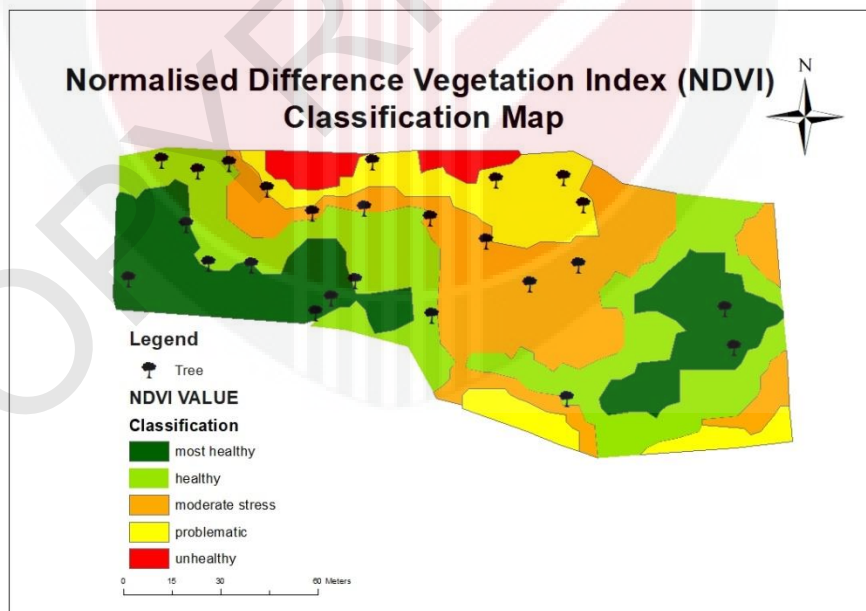 Normalised Difference Vegetation Index (NDVI)
Classification Map
N
Legend
Tree
NDVI VALUE
Classification
most healthy
healthy
moderate stress
problematic
unhealthy
0 15 30 60 Meters
OPYR